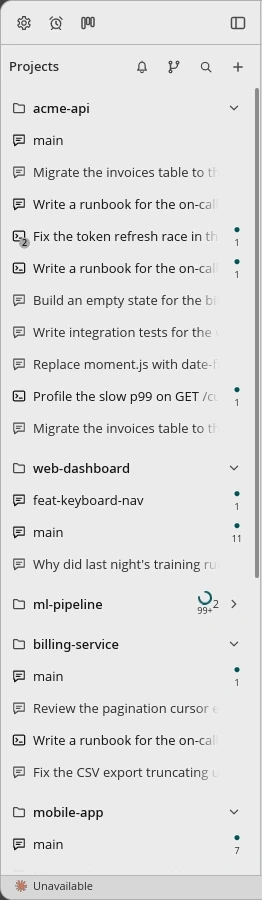 Projects
acme-api
main
Migrate the invoices table to th
Write a runbook for the on-call
Fix the token refresh race in th
2
1
Write a runbook for the on-call
1
Build an empty state for the bi
Write integration tests for the
Replace moment.js with date-f
Profile the slow p99 on GET /cu
1
Migrate the invoices table to th
web-dashboard
feat-keyboard-nav
1
main
11
Why did last night's training ru
ml-pipeline
99+
2
billing-service
main
1
Review the pagination cursor e
Write a runbook for the on-call
Fix the CSV export truncating u
mobile-app
main
7
Unavailable